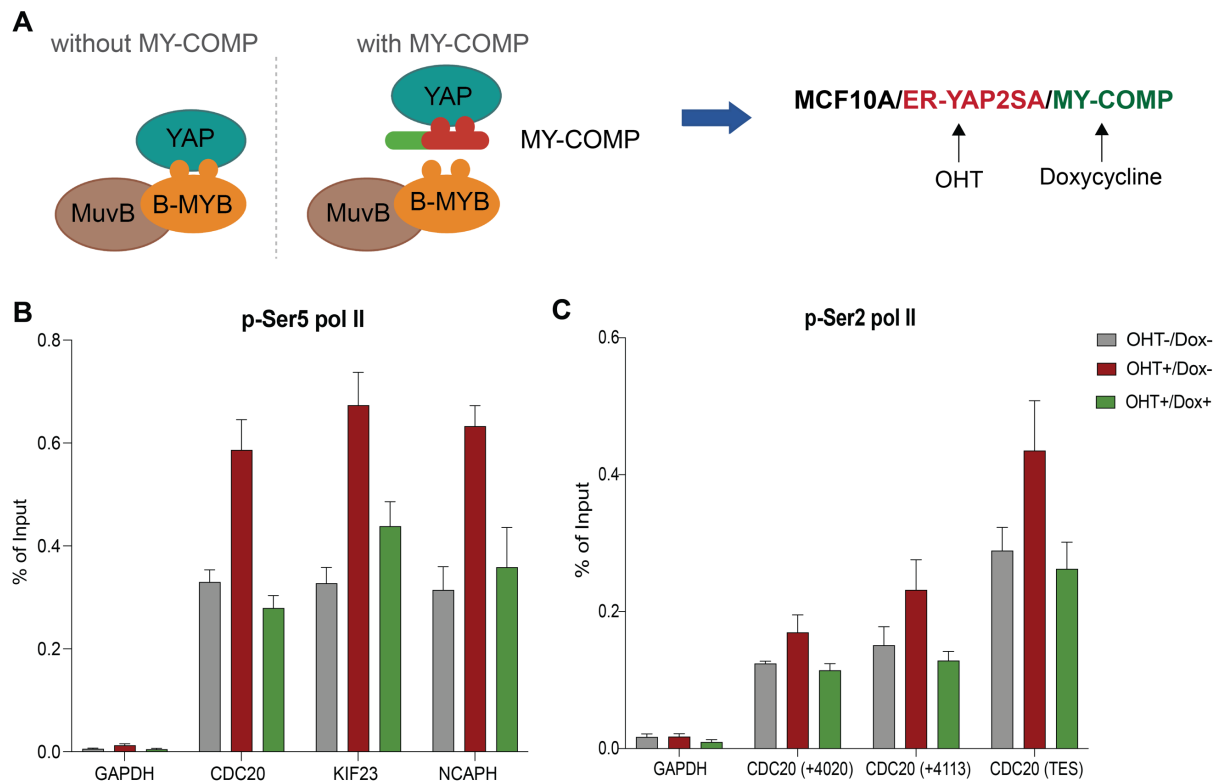 A
without MY-COMP
with MY-COMP
YAP
MuvB
B-MYB
YAP
MY-COMP
MuvB
B-MYB
MCF10A/ER-YAP2SA/MY-COMP
OHT
Doxycycline
B
p-Ser5 pol II
% of Input
0.8
0.6
0.4
0.2
0.0
GAPDH
CDC20
KIF23
NCAPH
C
p-Ser2 pol II
% of Input
0.6
0.4
0.2
0.0
GAPDH
CDC20 (+4020)
CDC20 (+4113)
CDC20 (TES)
OHT-/Dox-
OHT+/Dox-
OHT+/Dox+